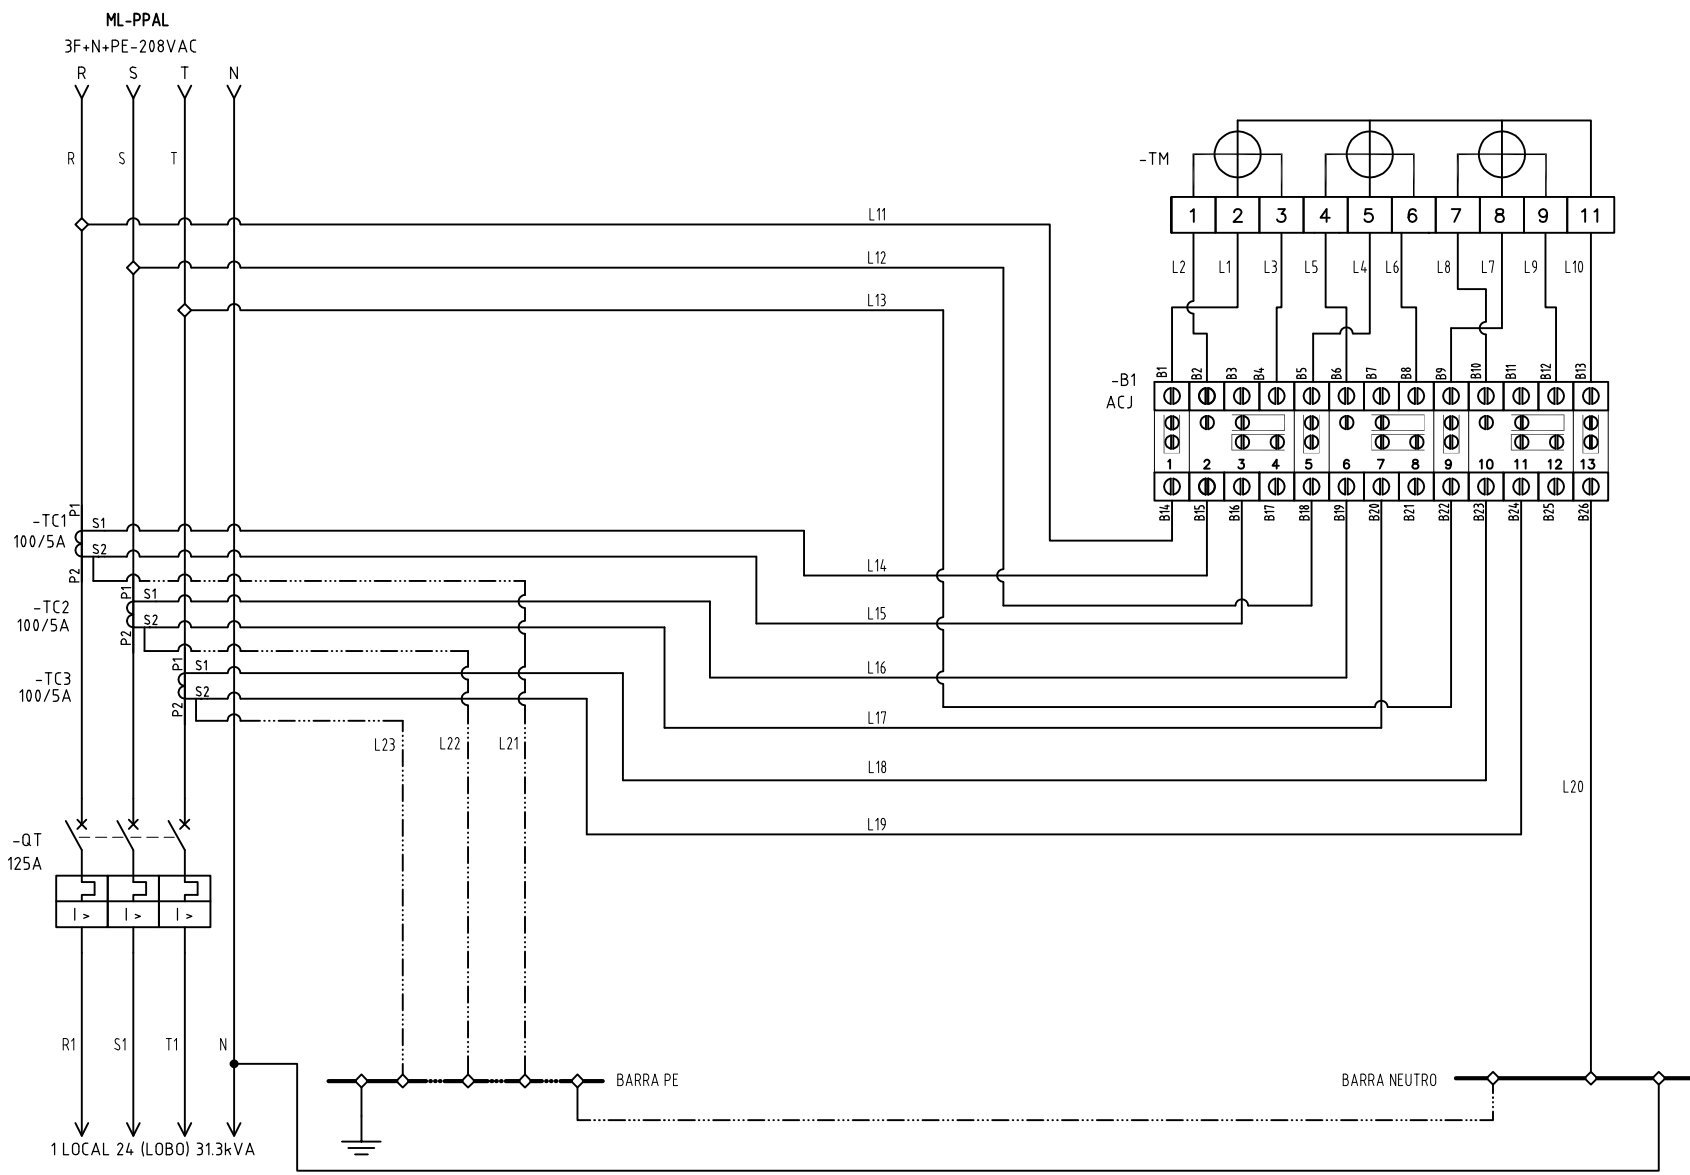 ML-PPAL
3F+N+PE-208VAC
R S T N
R S T
-TM
1 2 3 4 5 6 7 8 9 11
L11
L12
L13
L2 L1 L3 L5 L4 L6 L8 L7 L9 L10
-B1
ACJ
B1 B2 B3 B4 B5 B6 B7 B8 B9 B10 B11 B12 B13
1 2 3 4 5 6 7 8 9 10 11 12 13
B14 B15 B16 B17 B18 B19 B20 B21 B22 B23 B24 B25 B26
-TC1
100/5A
P1
S1
S2
P2
L14
-TC2
100/5A
P1
S1
S2
P2
L15
-TC3
100/5A
P1
S1
S2
P2
L16
L17
L23 L22 L21
L18
L20
L19
-QT
125A
I > I > I >
R1 S1 T1 N
BARRA PE
BARRA NEUTRO
1 LOCAL 24 (LOBO) 31.3kVA